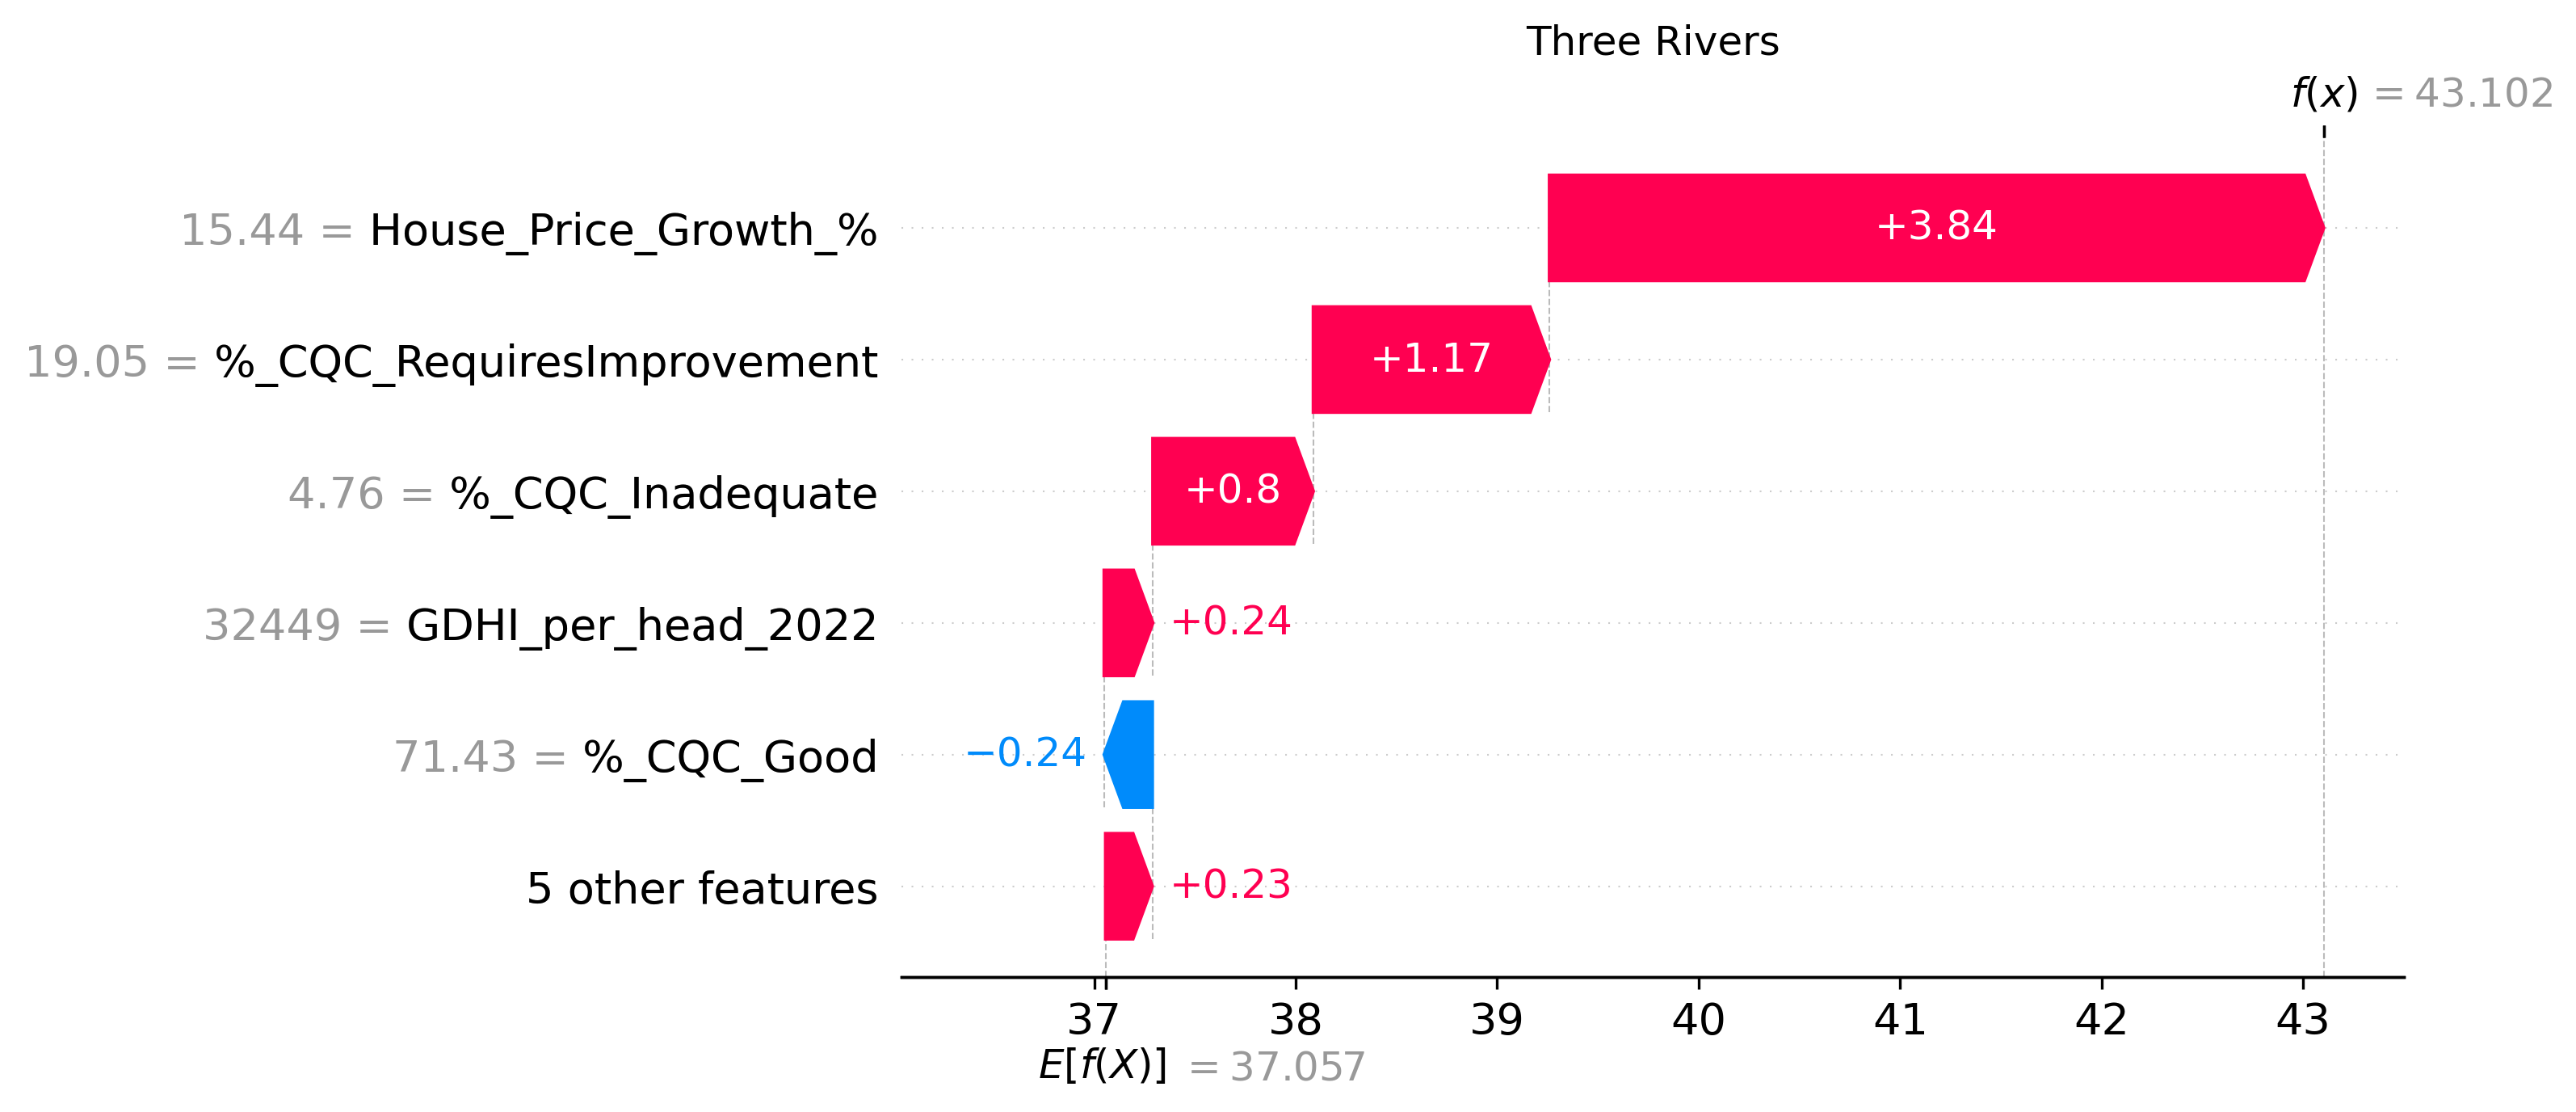 Three Rivers
f(x) = 43.102
15.44 = House_Price_Growth_%
+3.84
19.05 = %_CQC_RequiresImprovement
+1.17
4.76 = %_CQC_Inadequate
+0.8
32449 = GDHI_per_head_2022
+0.24
71.43 = %_CQC_Good
−0.24
5 other features
+0.23
37 38 39 40 41 42 43
E[f(X)] = 37.057